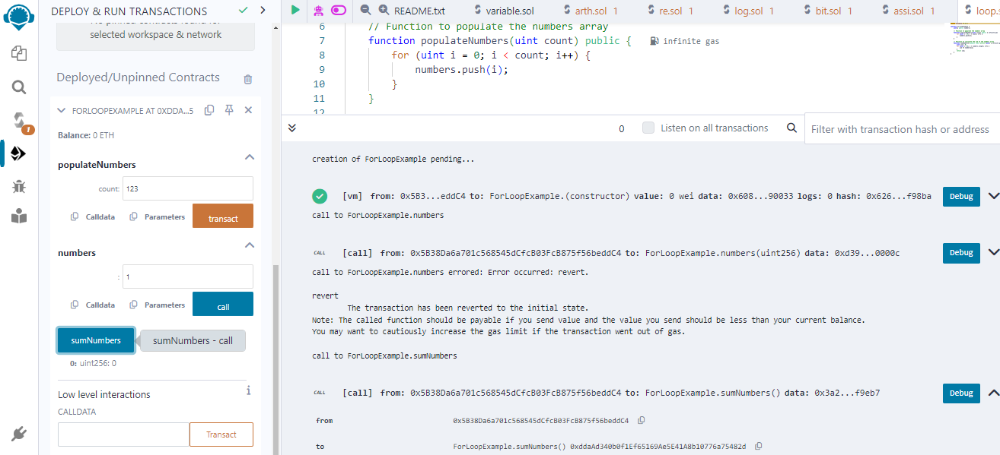 DEPLOY & RUN TRANSACTIONS
selected workspace & network
Deployed/Unpinned Contracts
1
FORLOOPEXAMPLE AT 0XDDA...5
Balance: 0 ETH
populateNumbers
count: 123
Calldata Parameters transact
numbers
: 1
Calldata Parameters call
sumNumbers sumNumbers - call
0: uint256: 0
Low level interactions i
CALLDATA
Transact
README.txt variable.sol arth.sol 1 re.sol 1 log.sol 1 bit.sol 1 assi.sol 1 loop.s
6 // Function to populate the numbers array
7 function populateNumbers(uint count) public { infinite gas
8 for (uint i = 0; i < count; i++) {
9 numbers.push(i);
10 }
11 }
12
0 Listen on all transactions Filter with transaction hash or address
creation of ForLoopExample pending...
[vm] from: 0x5B3...eddC4 to: ForLoopExample.(constructor) value: 0 wei data: 0x608...90033 logs: 0 hash: 0x626...f98ba Debug
call to ForLoopExample.numbers
CALL [call] from: 0x5B38Da6a701c568545dCfcB03FcB875f56beddC4 to: ForLoopExample.numbers(uint256) data: 0xd39...0000c Debug
call to ForLoopExample.numbers errored: Error occurred: revert.
revert
The transaction has been reverted to the initial state.
Note: The called function should be payable if you send value and the value you send should be less than your current balance.
You may want to cautiously increase the gas limit if the transaction went out of gas.
call to ForLoopExample.sumNumbers
CALL [call] from: 0x5B38Da6a701c568545dCfcB03FcB875f56beddC4 to: ForLoopExample.sumNumbers() data: 0x3a2...f9eb7 Debug
from 0x5B38Da6a701c568545dCfcB03FcB875f56beddC4
to ForLoopExample.sumNumbers() 0xddaAd340b0f1Ef65169Ae5E41A8b10776a75482d